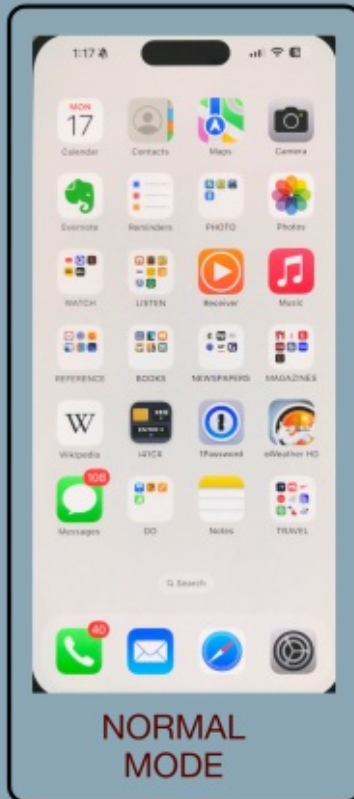 1:17
MON
17
Calendar
Contacts
Maps
Camera
Evernote
Reminders
PHOTO
Photos
WATCH
LISTEN
Receiver
Music
REFERENCE
BOOKS
NEWSPAPERS
MAGAZINES
W
Wikipedia
i41CX
1Password
eWeather HD
108
Messages
DO
Notes
TRAVEL
Search
40
NORMAL
MODE